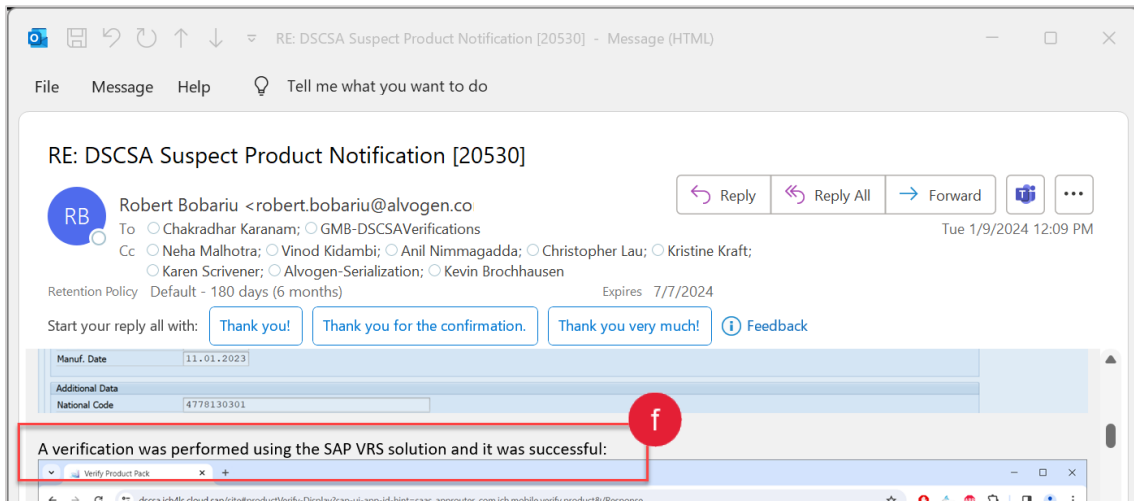 RE: DSCSA Suspect Product Notification [20530] - Message (HTML)
File Message Help Tell me what you want to do
RE: DSCSA Suspect Product Notification [20530]
RB
Robert Bobariu <robert.bobariu@alvogen.co
Reply Reply All Forward
To Chakradhar Karanam; GMB-DSCSAVerifications
Tue 1/9/2024 12:09 PM
Cc Neha Malhotra; Vinod Kidambi; Anil Nimmagadda; Christopher Lau; Kristine Kraft;
Karen Scrivener; Alvogen-Serialization; Kevin Brochhausen
Retention Policy Default - 180 days (6 months) Expires 7/7/2024
Start your reply all with: Thank you! Thank you for the confirmation. Thank you very much! Feedback
Manuf. Date 11.01.2023
Additional Data
National Code 4778130301
f
A verification was performed using the SAP VRS solution and it was successful:
Verify Product Pack